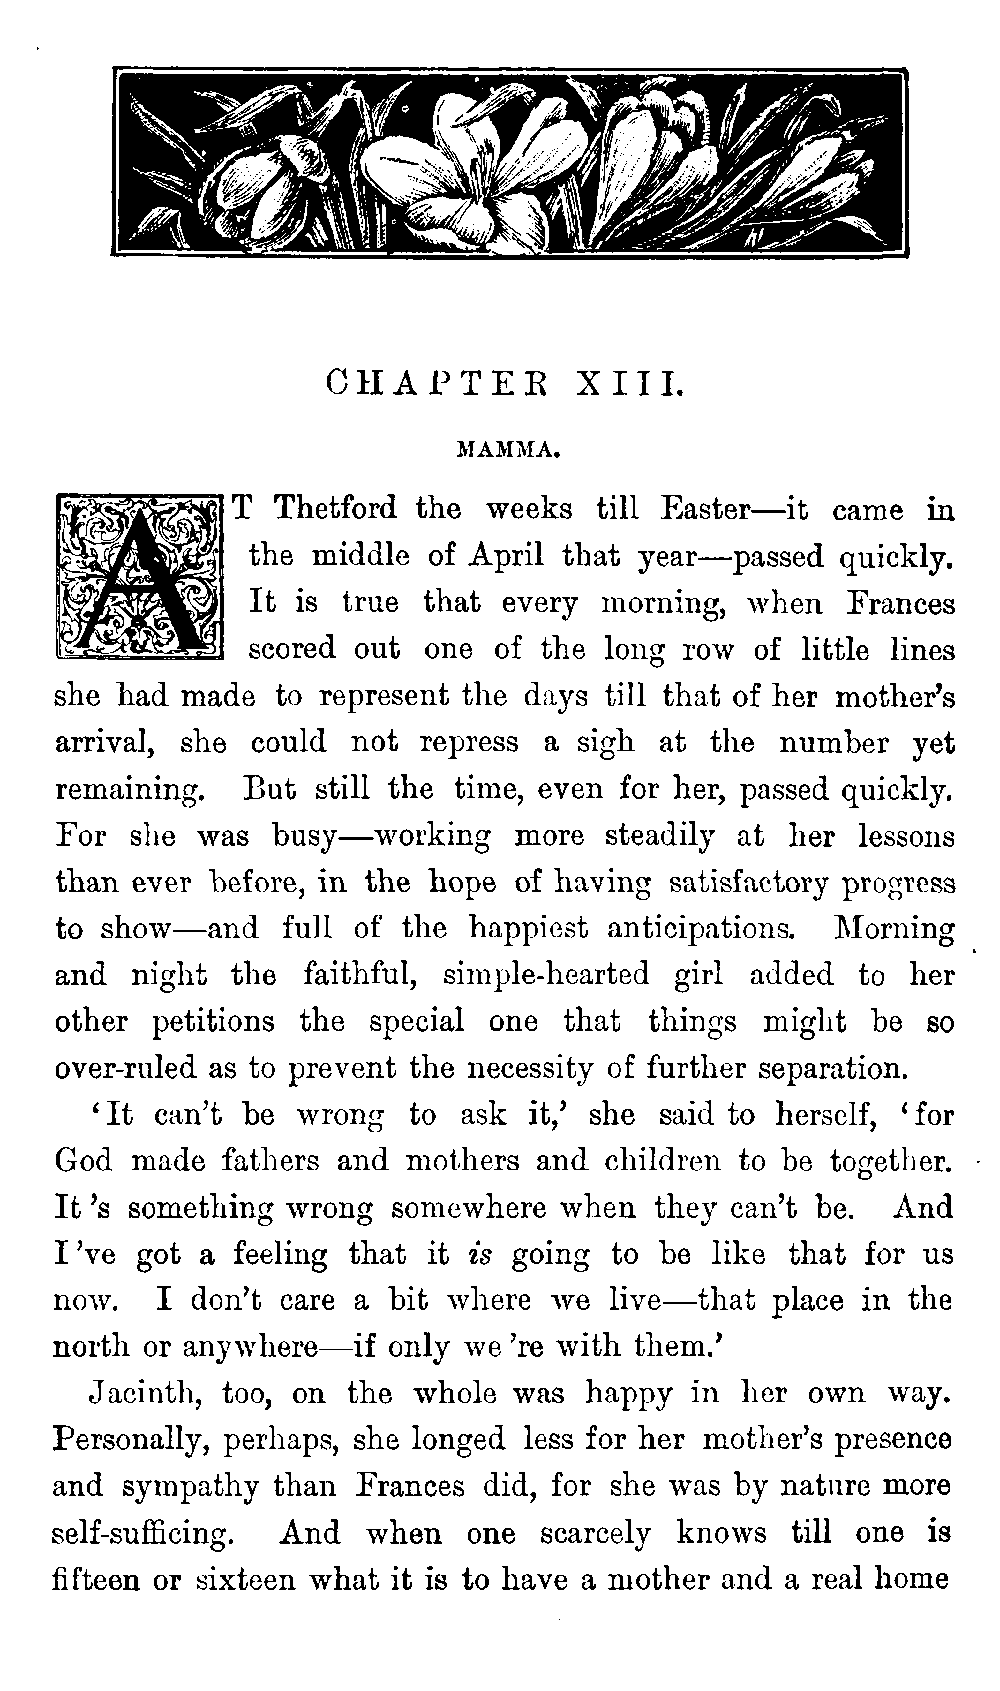 CHAPTER XIII.
MAMMA.
AT Thetford the weeks till Easter—it came in
the middle of April that year—passed quickly.
It is true that every morning, when Frances
scored out one of the long row of little lines
she had made to represent the days till that of her mother's
arrival, she could not repress a sigh at the number yet
remaining. But still the time, even for her, passed quickly.
For she was busy—working more steadily at her lessons
than ever before, in the hope of having satisfactory progress
to show—and full of the happiest anticipations. Morning
and night the faithful, simple-hearted girl added to her
other petitions the special one that things might be so
over-ruled as to prevent the necessity of further separation.
‘It can't be wrong to ask it,’ she said to herself, ‘for
God made fathers and mothers and children to be together.
It 's something wrong somewhere when they can't be. And
I 've got a feeling that it is going to be like that for us
now. I don't care a bit where we live—that place in the
north or anywhere—if only we 're with them.’
Jacinth, too, on the whole was happy in her own way.
Personally, perhaps, she longed less for her mother's presence
and sympathy than Frances did, for she was by nature more
self-sufficing. And when one scarcely knows till one is
fifteen or sixteen what it is to have a mother and a real home